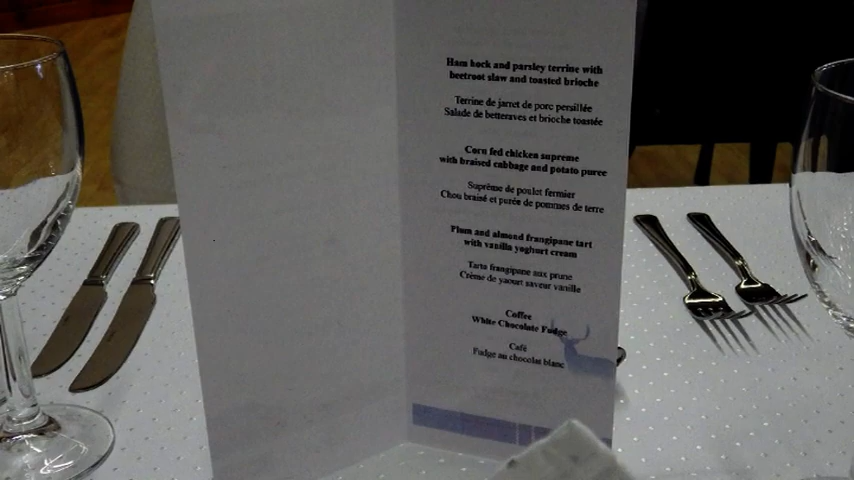 Ham hock and parsley terrine with
beetroot slaw and toasted brioche
Terrine de jarret de porc persillée
Salade de betteraves et brioche toastée
Corn fed chicken supreme
with braised cabbage and potato puree
Suprême de poulet fermier
Chou braisé et purée de pommes de terre
Plum and almond frangipane tart
with vanilla yoghurt cream
Tarte frangipane aux prune
Crème de yaourt saveur vanille
Coffee
White Chocolate Fudge
Café
Fudge au chocolat blanc